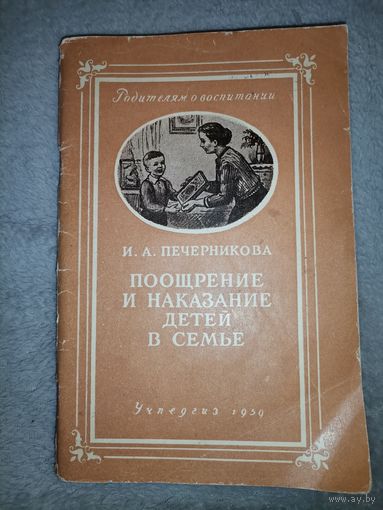 Родителям о воспитании
И. А. ПЕЧЕРНИКОВА
ПООЩРЕНИЕ
И НАКАЗАНИЕ
ДЕТЕЙ
В СЕМЬЕ
Учпедгиз 1959
www.ay.by